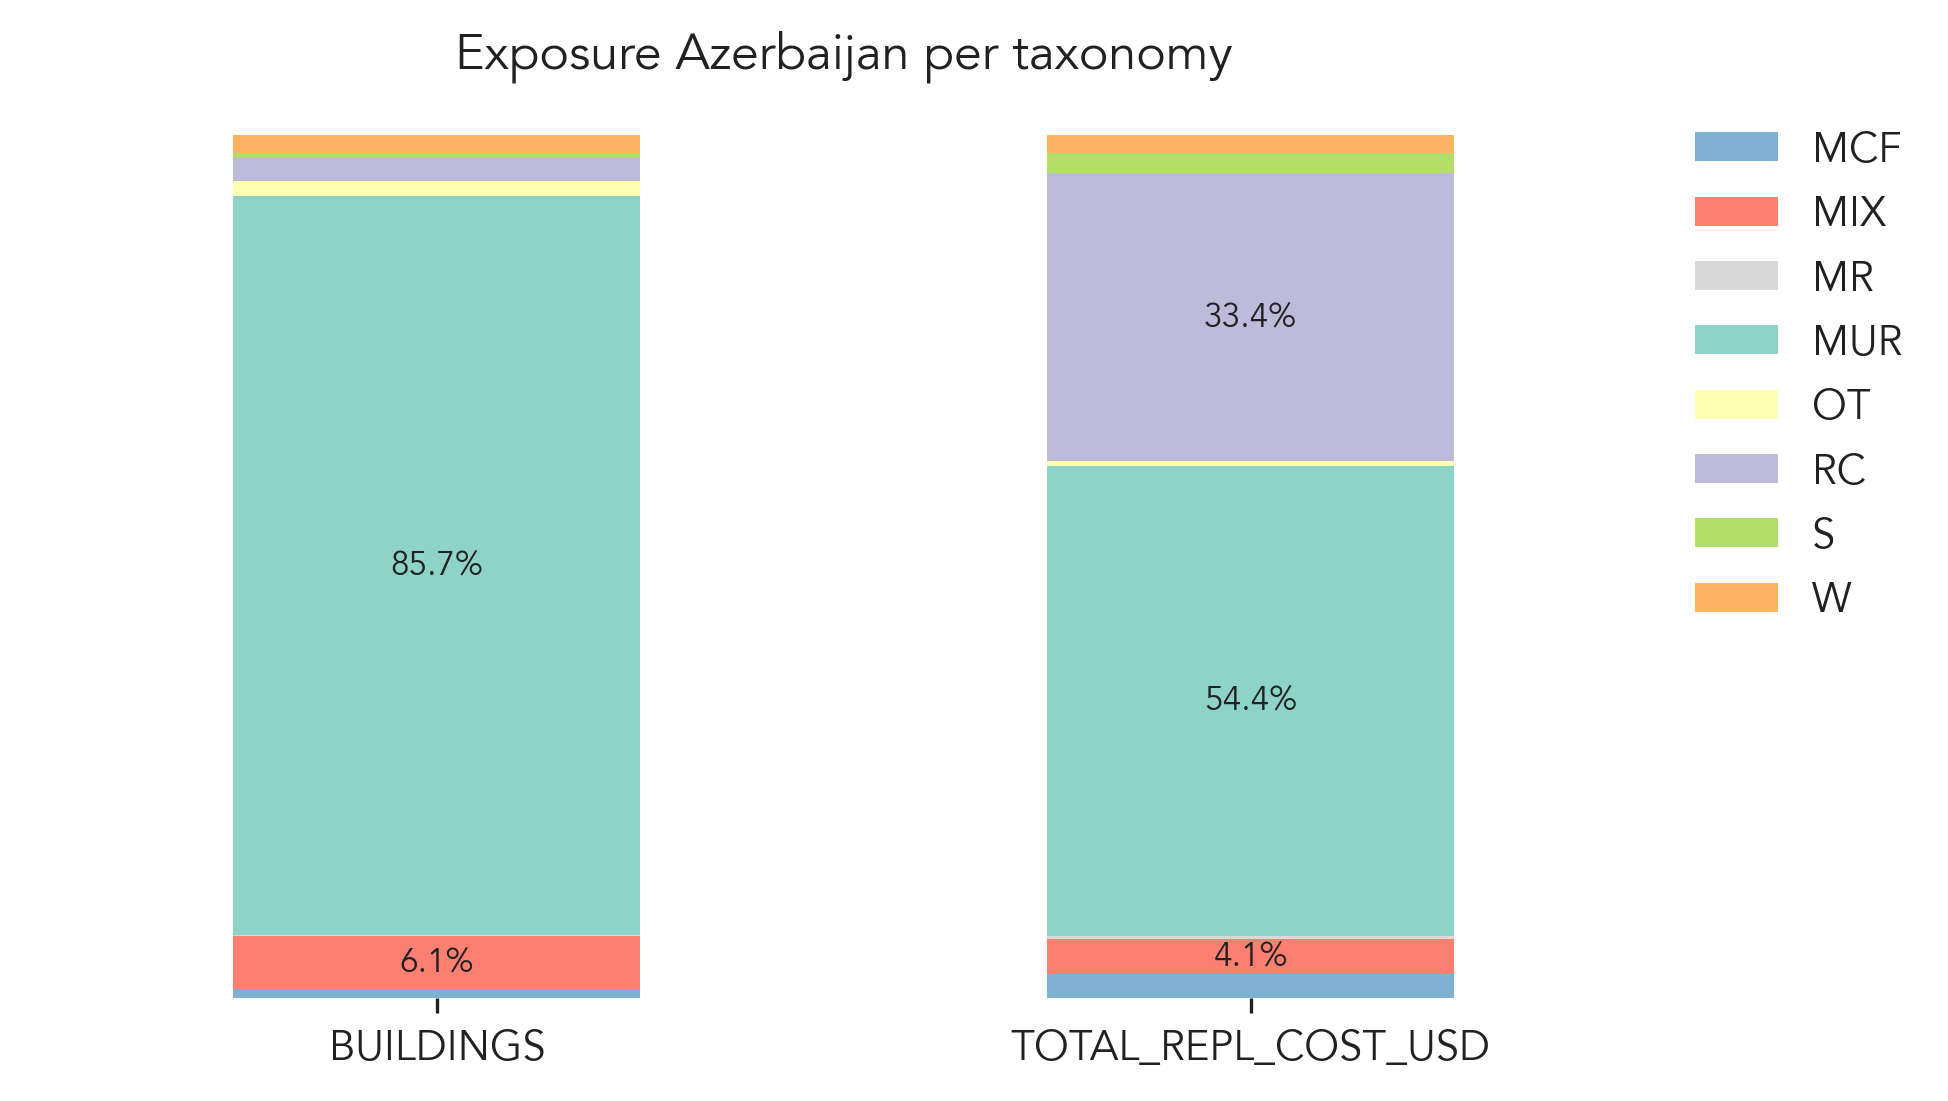 Exposure Azerbaijan per taxonomy
MCF
MIX
MR
MUR
OT
RC
S
W
33.4%
85.7%
54.4%
6.1%
4.1%
BUILDINGS
TOTAL_REPL_COST_USD